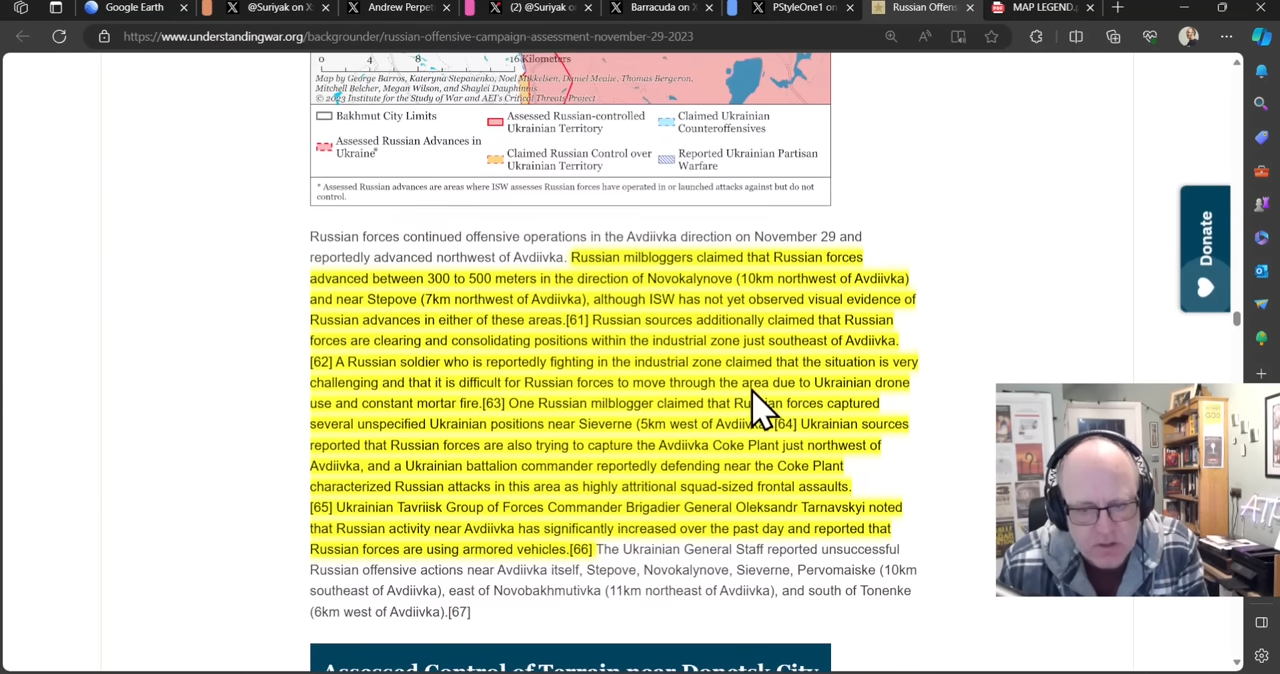 Google Earth
@Suriyak on X
Andrew Perpet
(2) @Suriyak on
Barracuda on X
PStyleOne1 on
Russian Offens
MAP LEGEND.p
https://www.understandingwar.org/backgrounder/russian-offensive-campaign-assessment-november-29-2023
0 4 8 16 Kilometers
Map by George Barros, Kateryna Stepanenko, Noel Mikkelsen, Daniel Mealie, Thomas Bergeron,
Mitchell Belcher, Megan Wilson, and Shaylei Dauphinais
© 2023 Institute for the Study of War and AEI's Critical Threats Project
Bakhmut City Limits
Assessed Russian Advances in
Ukraine*
Assessed Russian-controlled
Ukrainian Territory
Claimed Russian Control over
Ukrainian Territory
Claimed Ukrainian
Counteroffensives
Reported Ukrainian Partisan
Warfare
* Assessed Russian advances are areas where ISW assesses Russian forces have operated in or launched attacks against but do not
control.
Russian forces continued offensive operations in the Avdiivka direction on November 29 and
reportedly advanced northwest of Avdiivka. Russian milbloggers claimed that Russian forces
advanced between 300 to 500 meters in the direction of Novokalynove (10km northwest of Avdiivka)
and near Stepove (7km northwest of Avdiivka), although ISW has not yet observed visual evidence of
Russian advances in either of these areas.[61] Russian sources additionally claimed that Russian
forces are clearing and consolidating positions within the industrial zone just southeast of Avdiivka.
[62] A Russian soldier who is reportedly fighting in the industrial zone claimed that the situation is very
challenging and that it is difficult for Russian forces to move through the area due to Ukrainian drone
use and constant mortar fire.[63] One Russian milblogger claimed that Russian forces captured
several unspecified Ukrainian positions near Sieverne (5km west of Avdiivka).[64] Ukrainian sources
reported that Russian forces are also trying to capture the Avdiivka Coke Plant just northwest of
Avdiivka, and a Ukrainian battalion commander reportedly defending near the Coke Plant
characterized Russian attacks in this area as highly attritional squad-sized frontal assaults.
[65] Ukrainian Tavriisk Group of Forces Commander Brigadier General Oleksandr Tarnavskyi noted
that Russian activity near Avdiivka has significantly increased over the past day and reported that
Russian forces are using armored vehicles.[66] The Ukrainian General Staff reported unsuccessful
Russian offensive actions near Avdiivka itself, Stepove, Novokalynove, Sieverne, Pervomaiske (10km
southeast of Avdiivka), east of Novobakhmutivka (11km northeast of Avdiivka), and south of Tonenke
(6km west of Avdiivka).[67]
Assessed Control of Terrain near Donetsk City
Donate
ATP